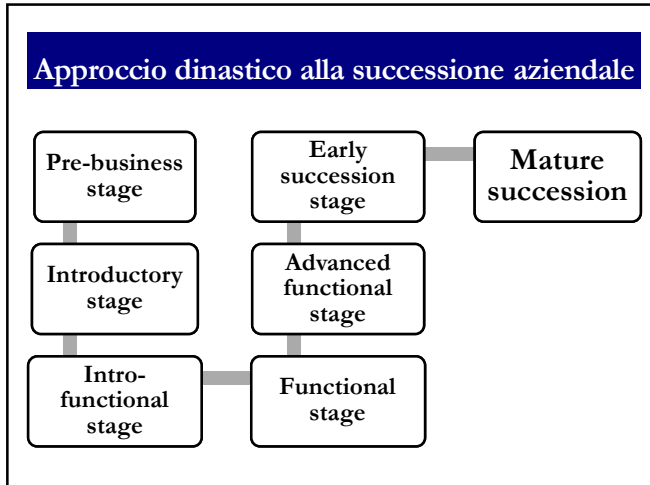 Approccio dinastico alla successione aziendale
Pre-business
stage
Introductory
stage
Intro-
functional
stage
Functional
stage
Advanced
functional
stage
Early
succession
stage
Mature
succession